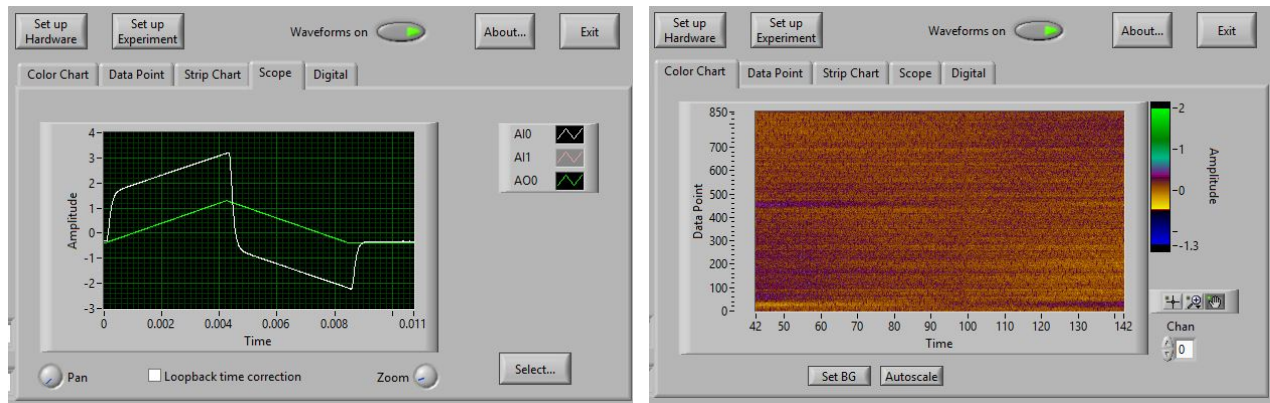 Set up
Hardware
Set up
Experiment
Waveforms on
About...
Exit
Color Chart
Data Point
Strip Chart
Scope
Digital
Amplitude
4
3
2
1
0
-1
-2
-3
0
0.002
0.004
0.006
0.008
0.011
Time
AI0
AI1
AO0
Pan
Loopback time correction
Zoom
Select...
Set up
Hardware
Set up
Experiment
Waveforms on
About...
Exit
Color Chart
Data Point
Strip Chart
Scope
Digital
Data Point
850
700
600
500
400
300
200
100
0
42
50
60
70
80
90
100
110
120
130
142
Time
2
1
0
-1.3
Amplitude
Chan
0
Set BG
Autoscale